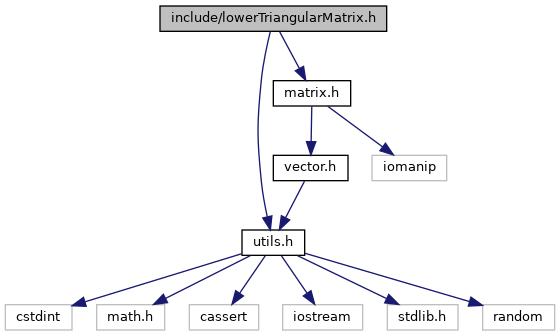 include/lowerTriangularMatrix.h
matrix.h
vector.h
iomanip
utils.h
cstdint
math.h
cassert
iostream
stdlib.h
random